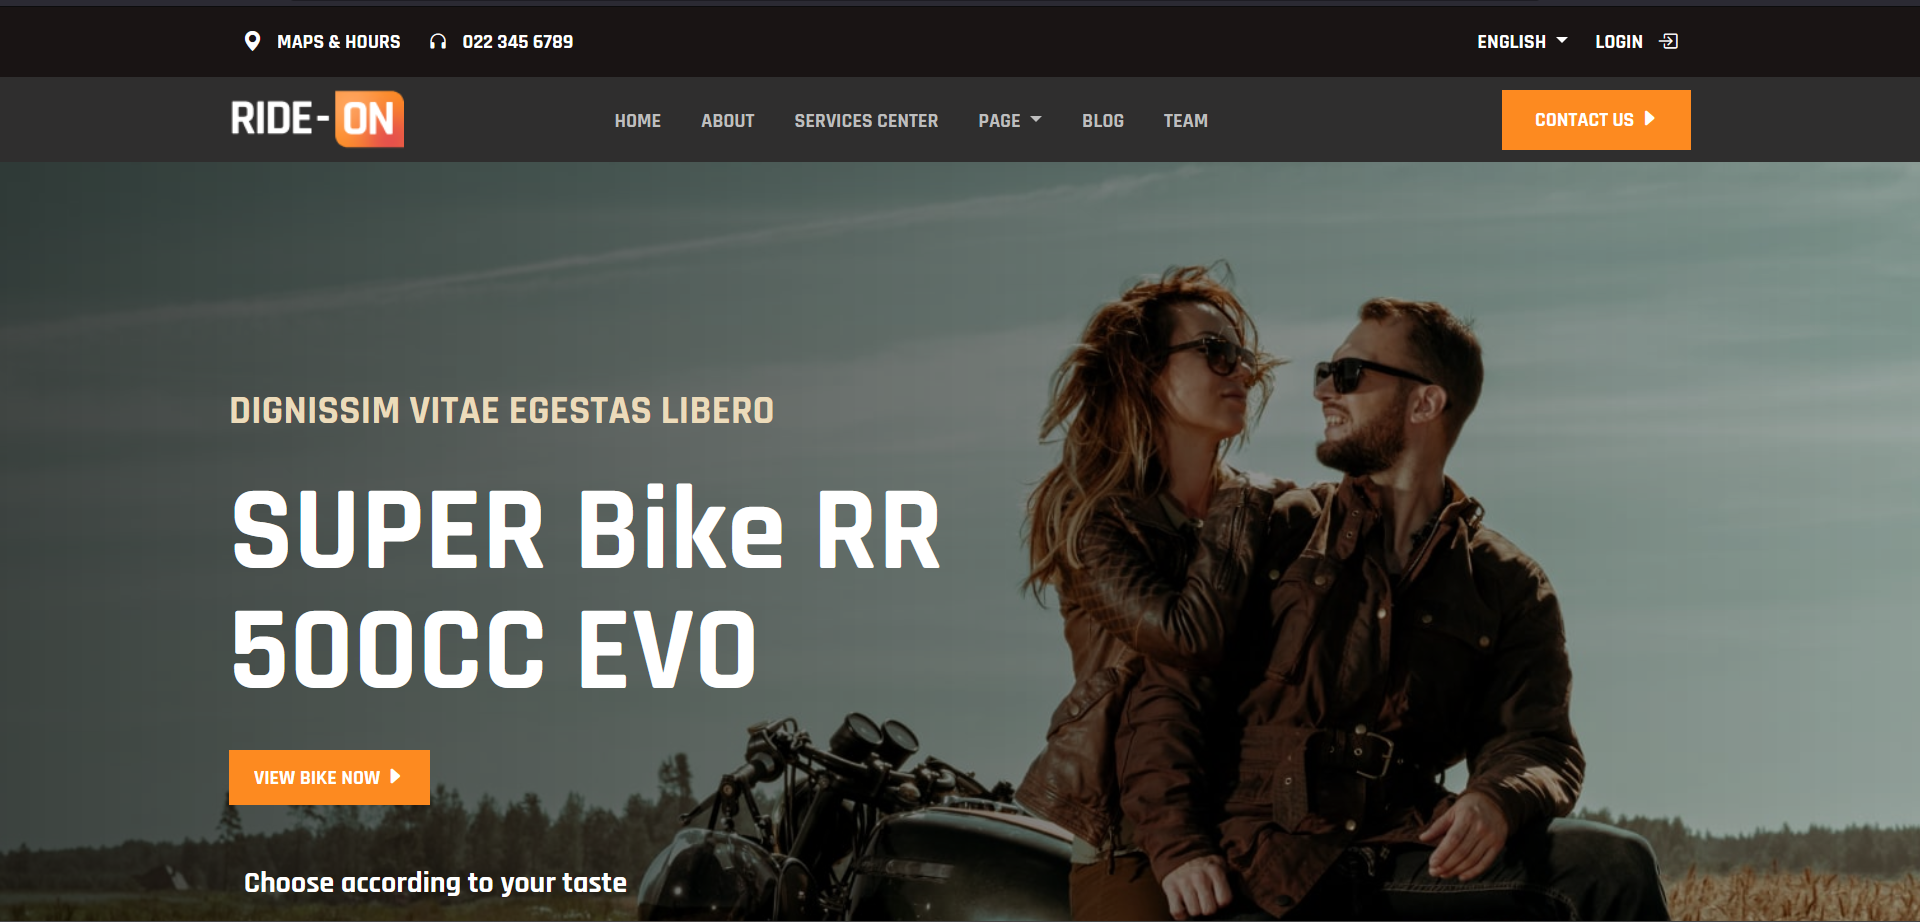 MAPS & HOURS 022 345 6789 ENGLISH LOGIN
RIDE-ON HOME ABOUT SERVICES CENTER PAGE BLOG TEAM CONTACT US
DIGNISSIM VITAE EGESTAS LIBERO
SUPER Bike RR
500CC EVO
VIEW BIKE NOW
Choose according to your taste